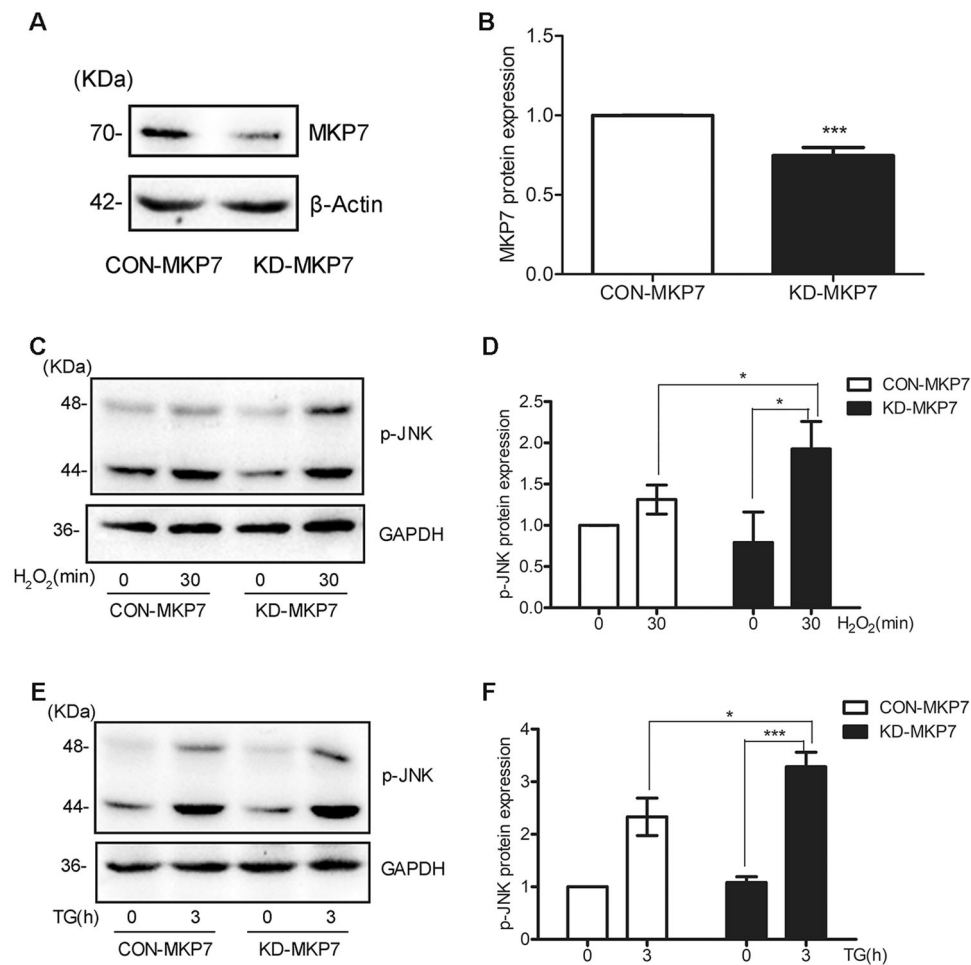 A
(KDa)
70-
MKP7
42-
β-Actin
CON-MKP7 KD-MKP7
B
MKP7 protein expression
1.5
1.0
0.5
0.0
***
CON-MKP7 KD-MKP7
C
(KDa)
48-
p-JNK
44-
36-
GAPDH
H₂O₂(min) 0 30 0 30
CON-MKP7 KD-MKP7
D
CON-MKP7
KD-MKP7
p-JNK protein expression
2.5
2.0
1.5
1.0
0.5
0.0
*
*
0 30 0 30 H₂O₂(min)
E
(KDa)
48-
p-JNK
44-
36-
GAPDH
TG(h) 0 3 0 3
CON-MKP7 KD-MKP7
F
CON-MKP7
KD-MKP7
p-JNK protein expression
4
3
2
1
0
*
***
0 3 0 3 TG(h)